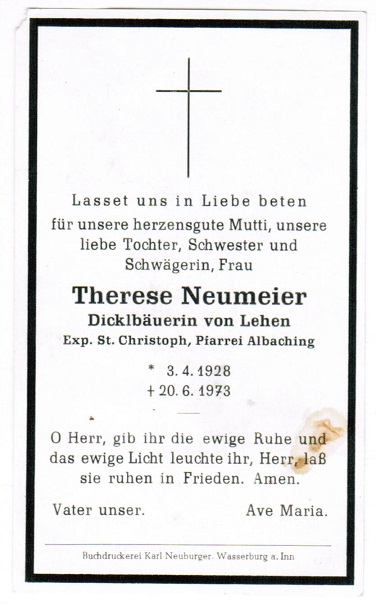 Lasset uns in Liebe beten
für unsere herzensgute Mutti, unsere
liebe Tochter, Schwester und
Schwägerin, Frau
Therese Neumeier
Dicklbäuerin von Lehen
Exp. St. Christoph, Pfarrei Albaching
* 3. 4. 1928
+ 20. 6. 1973
O Herr, gib ihr die ewige Ruhe und
das ewige Licht leuchte ihr, Herr, laß
sie ruhen in Frieden. Amen.
Vater unser. Ave Maria.
Buchdruckerei Karl Neuburger, Wasserburg a. Inn